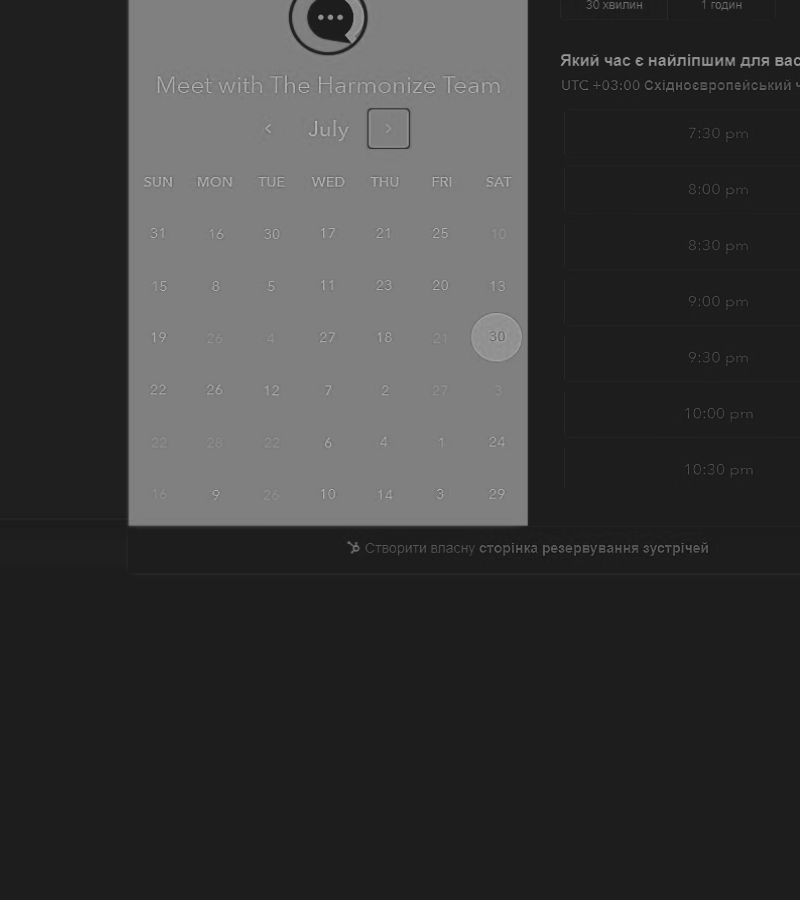 Meet with The Harmonize Team
July
SUN MON TUE WED THU FRI SAT
31 16 30 17 21 25 10
15 8 5 11 23 20 13
19 26 4 27 18 21 30
22 26 12 7 2 27 3
22 28 22 6 4 1 24
16 9 26 10 14 3 29
30 хвилин 1 годин
Який час є найліпшим для вас
UTC +03:00 Східноєвропейський ч
7:30 pm
8:00 pm
8:30 pm
9:00 pm
9:30 pm
10:00 pm
10:30 pm
Створити власну сторінка резервування зустрічей